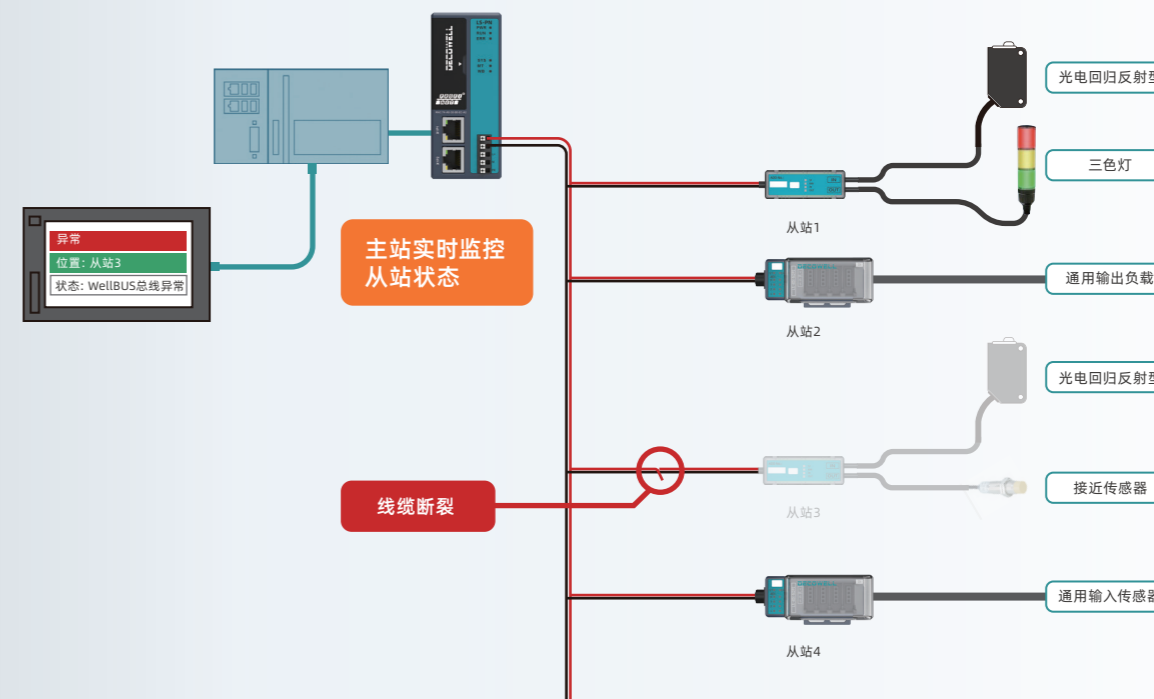 DECOWELL
LS-PN
光电回归反射型
三色灯
从站1
异常
位置: 从站3
状态: WellBUS总线异常
主站实时监控
从站状态
通用输出负载
从站2
光电回归反射型
线缆断裂
接近传感器
从站3
DECOWELL
通用输入传感器
从站4